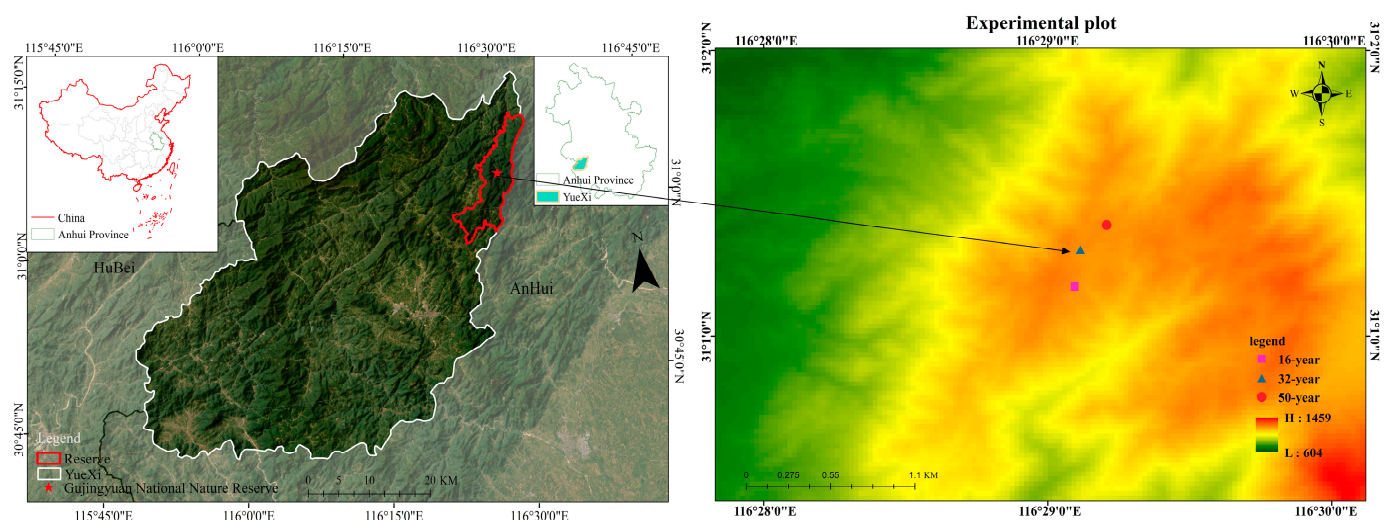 Experimental plot
115°45'0"E 116°0'0"E 116°15'0"E 116°30'0"E 116°45'0"E
116°28'0"E 116°29'0"E 116°30'0"E
31°15'0"N
31°0'0"N
30°45'0"N
31°0'0"N
30°45'0"N
31°2'0"N
31°1'0"N
31°2'0"N
31°1'0"N
China
Anhui Province
Anhui Province
YueXi
HuBei
AnHui
N
Legend
Reserve
YueXi
Gujingyuan National Nature Reserve
0 5 10 20 KM
115°45'0"E 116°0'0"E 116°15'0"E 116°30'0"E
N
W E
S
legend
16-year
32-year
50-year
H : 1459
L : 604
0 0.275 0.55 1.1 KM
116°28'0"E 116°29'0"E 116°30'0"E